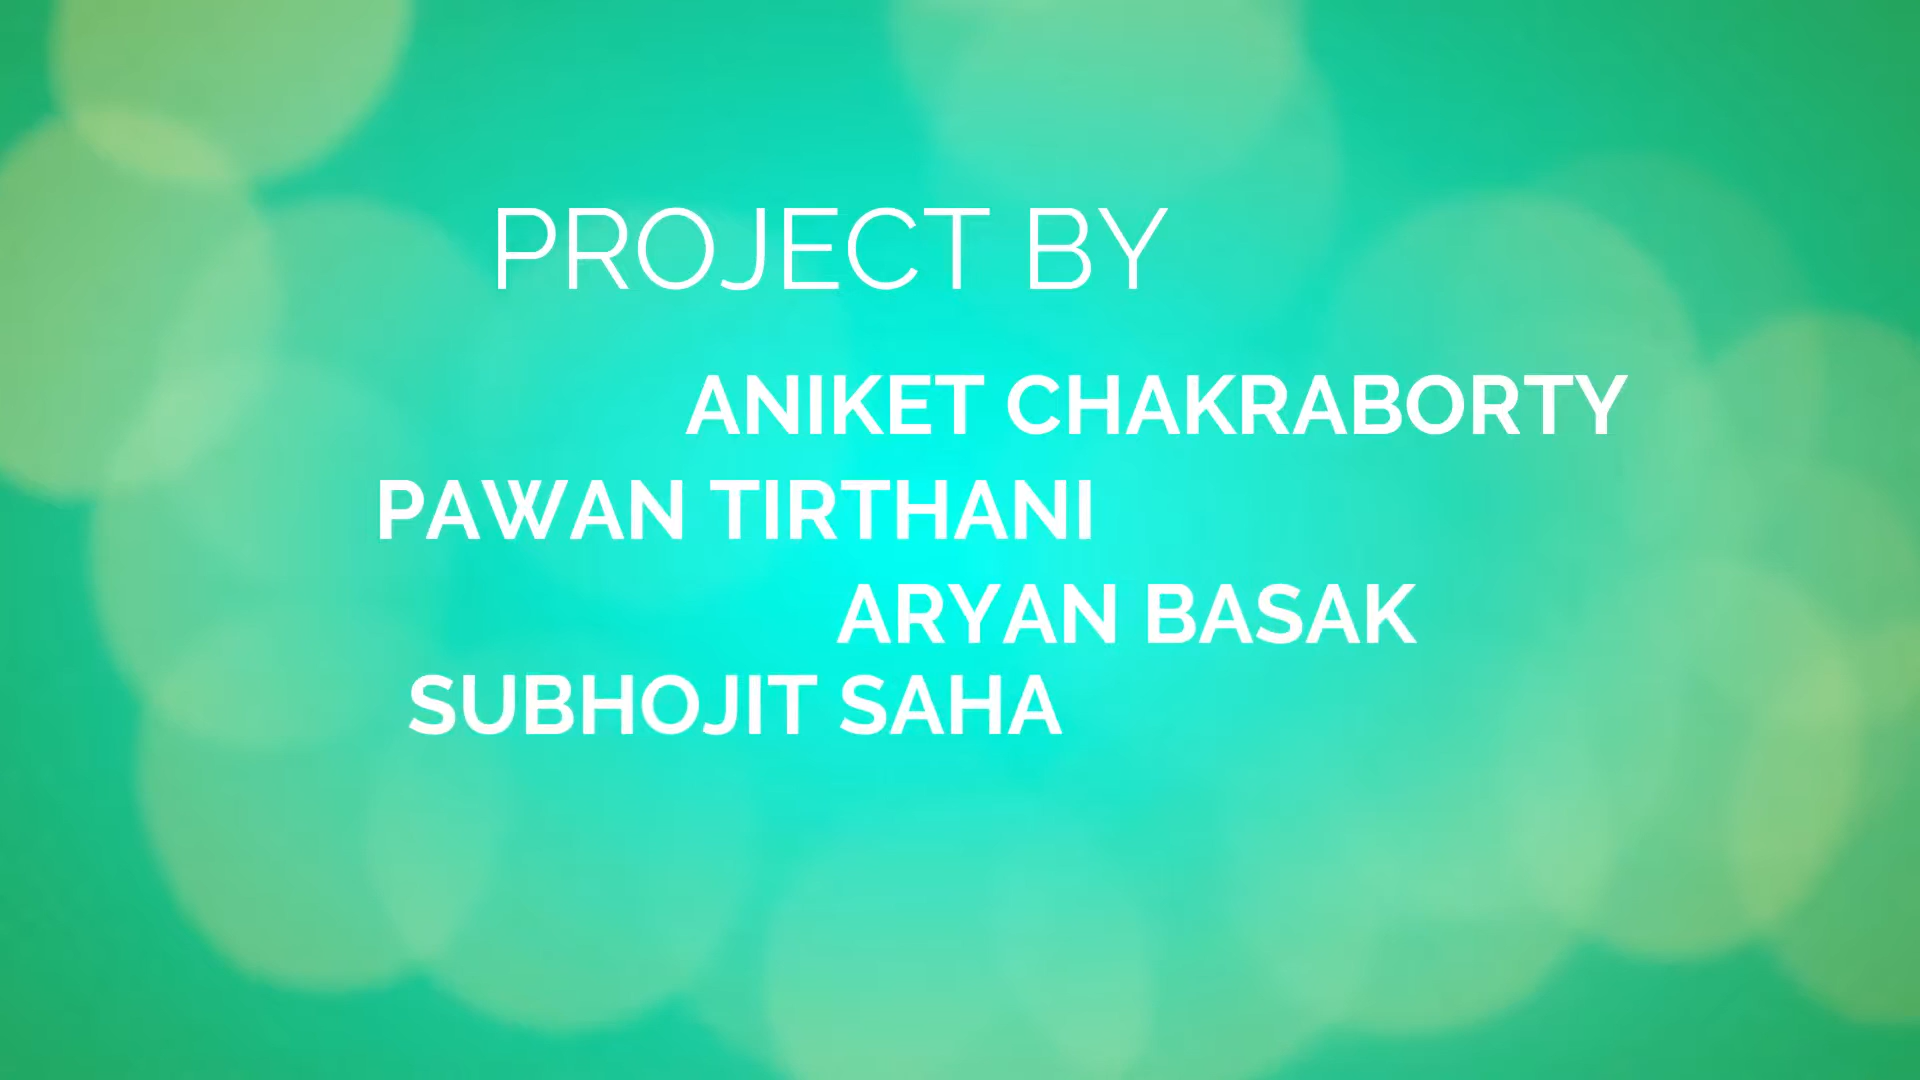 PROJECT BY
ANIKET CHAKRABORTY
PAWAN TIRTHANI
ARYAN BASAK
SUBHOJIT SAHA